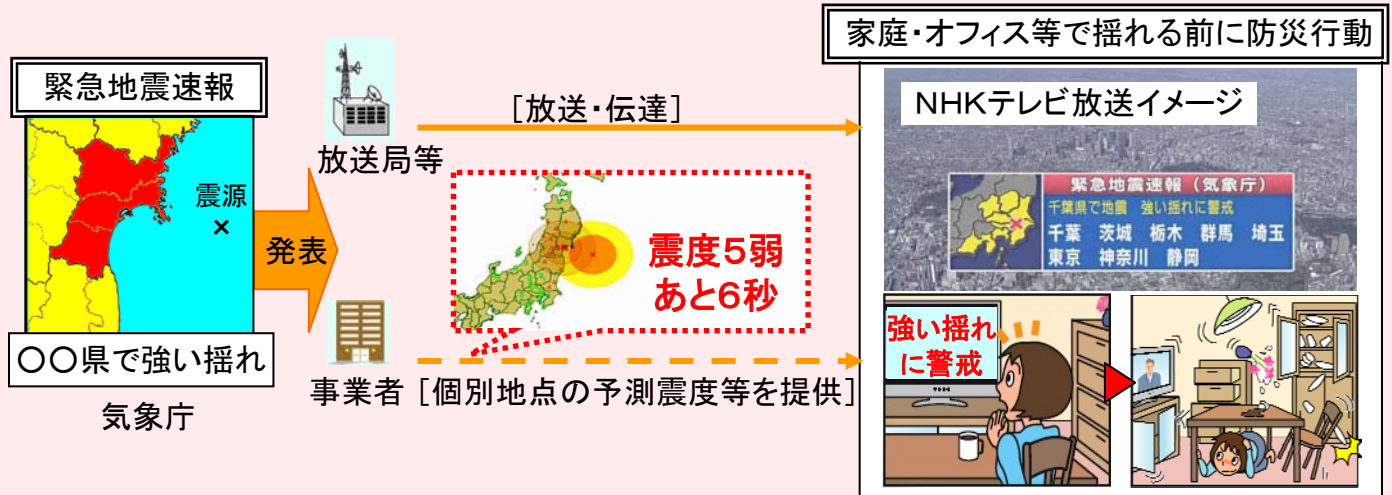 緊急地震速報
震源
×
〇〇県で強い揺れ
気象庁
発表
放送局等
[放送・伝達]
震度5弱
あと6秒
事業者 [個別地点の予測震度等を提供]
家庭・オフィス等で揺れる前に防災行動
NHKテレビ放送イメージ
緊急地震速報(気象庁)
千葉県で地震 強い揺れに警戒
千葉 茨城 栃木 群馬 埼玉
東京 神奈川 静岡
強い揺れ
に警戒